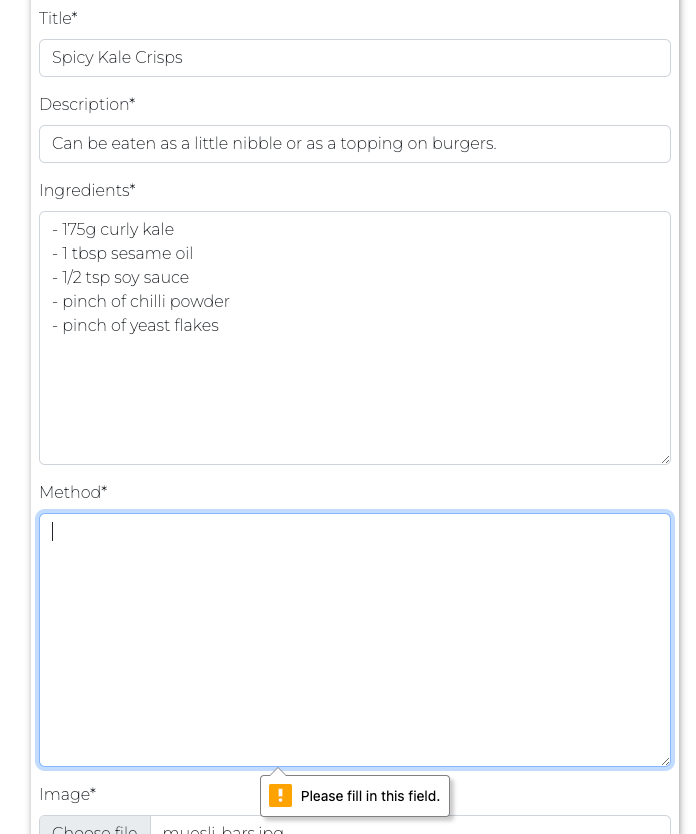 Title*
Spicy Kale Crisps
Description*
Can be eaten as a little nibble or as a topping on burgers.
Ingredients*
- 175g curly kale
- 1 tbsp sesame oil
- 1/2 tsp soy sauce
- pinch of chilli powder
- pinch of yeast flakes
Method*
Please fill in this field.
Image*
Choose file muesli-bars.jpg